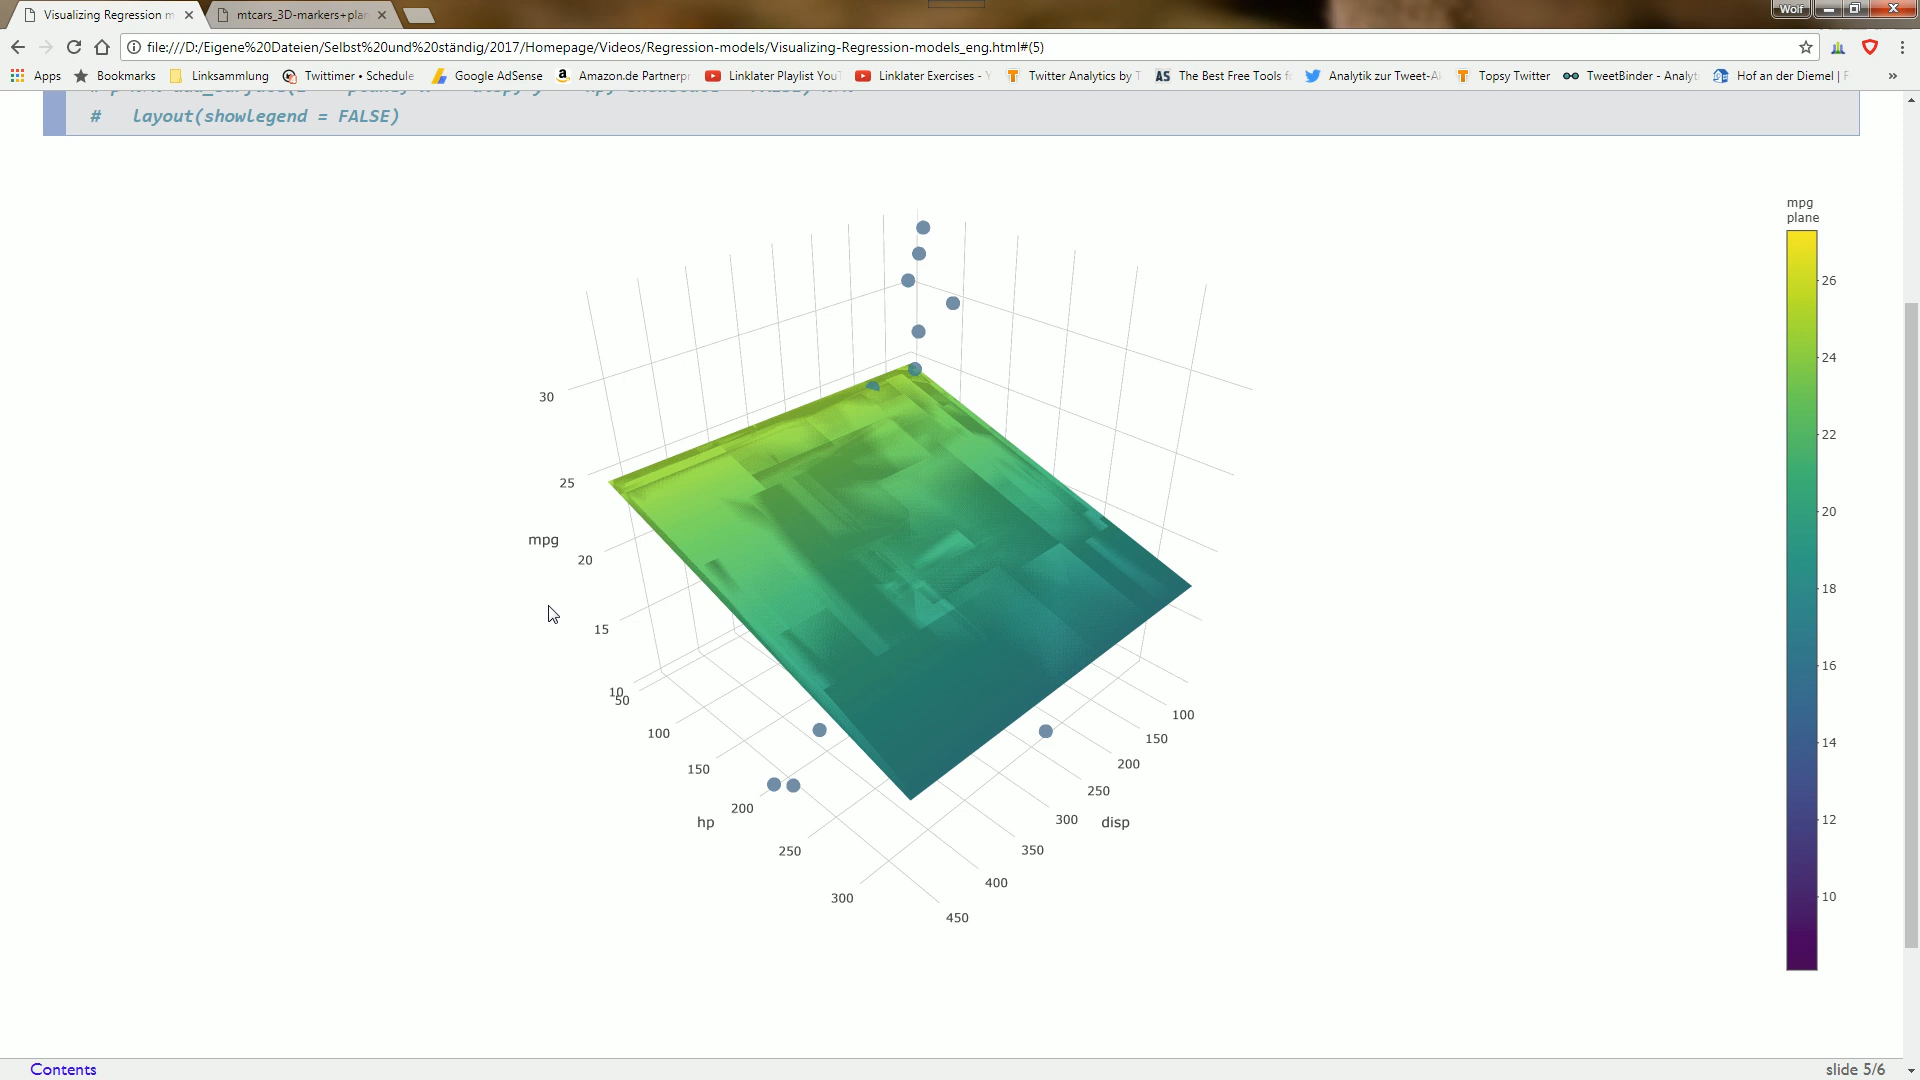 Visualizing Regression m
mtcars_3D-markers+plan
Wolf
file:///D:/Eigene%20Dateien/Selbst%20und%20ständig/2017/Homepage/Videos/Regression-models/Visualizing-Regression-models_eng.html#(5)
Apps
Bookmarks
Linksammlung
Twittimer • Schedule
Google AdSense
Amazon.de Partnerpr
Linklater Playlist You
Linklater Exercises -
Twitter Analytics by T
The Best Free Tools f
Analytik zur Tweet-A
Topsy Twitter
TweetBinder - Analyt
Hof an der Diemel |
»
# layout(showlegend = FALSE)
mpg
plane
26
24
22
20
18
16
14
12
10
30
25
mpg
20
15
10
50
100
150
200
hp
250
300
100
150
200
250
300
disp
350
400
450
Contents
slide 5/6